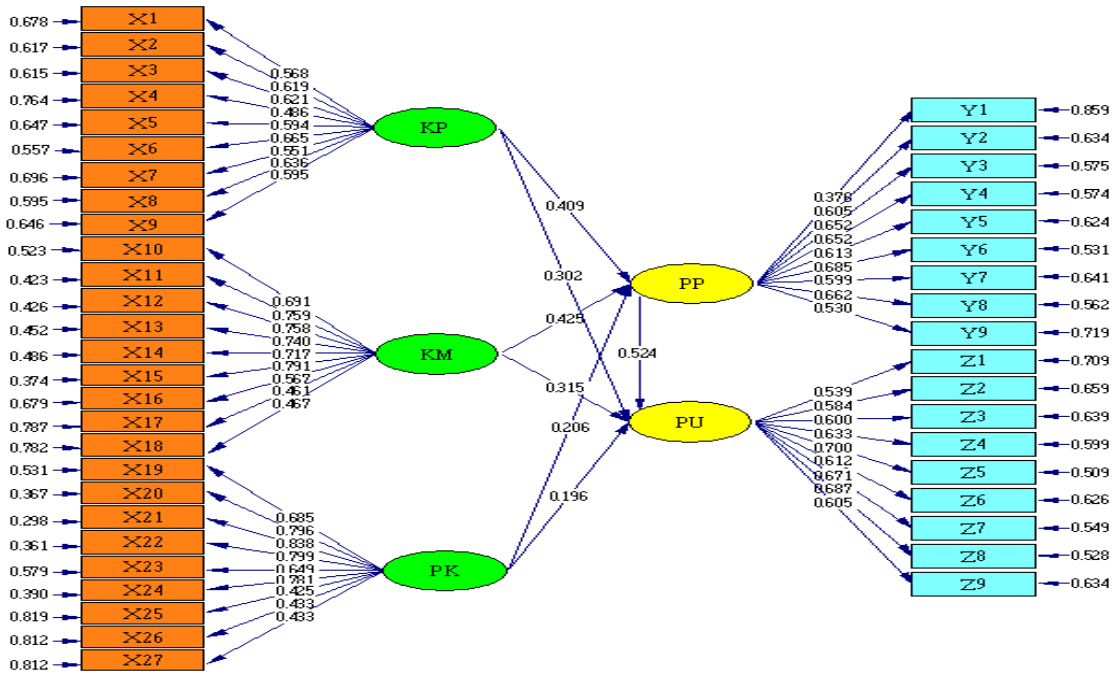 0.678 X1
0.617 X2
0.615 X3
0.764 X4
0.647 X5
0.557 X6
0.696 X7
0.595 X8
0.646 X9
0.523 X10
0.423 X11
0.426 X12
0.452 X13
0.486 X14
0.374 X15
0.679 X16
0.787 X17
0.782 X18
0.531 X19
0.367 X20
0.298 X21
0.361 X22
0.579 X23
0.390 X24
0.819 X25
0.812 X26
0.812 X27
0.568
0.619
0.621
0.486
0.594
0.665
0.551
0.636
0.595
0.691
0.759
0.758
0.740
0.717
0.791
0.567
0.461
0.467
0.685
0.796
0.838
0.799
0.649
0.781
0.425
0.433
0.433
KP
KM
PK
0.409
0.302
0.425
0.524
0.315
0.206
0.196
PP
PU
0.376
0.605
0.652
0.652
0.613
0.685
0.599
0.662
0.530
0.539
0.584
0.600
0.633
0.700
0.612
0.671
0.687
0.605
Y1 0.859
Y2 0.634
Y3 0.575
Y4 0.574
Y5 0.624
Y6 0.531
Y7 0.641
Y8 0.562
Y9 0.719
Z1 0.709
Z2 0.659
Z3 0.639
Z4 0.599
Z5 0.509
Z6 0.626
Z7 0.549
Z8 0.528
Z9 0.634